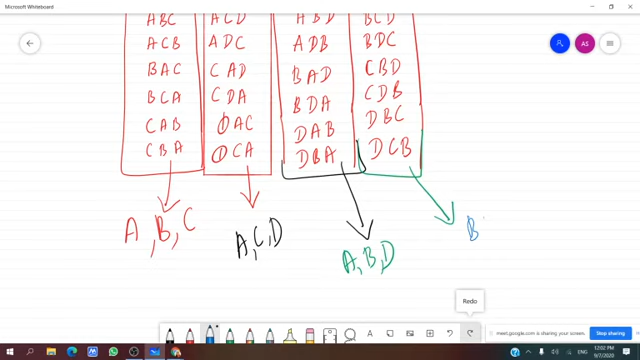 Microsoft Whiteboard
ABC ACD ABD BCD
ACB ADC ADB BDC
BAC CAD BAD CBD
BCA CDA BDA CDB
CAB DAC DAB DBC
CBA DCA DBA DCB
A, B, C
A, C, D
A, B, D
B
AS
Redo
meet.google.com is sharing your screen.
Stop sharing
Hide
ENG
12:02 PM
9/7/2020